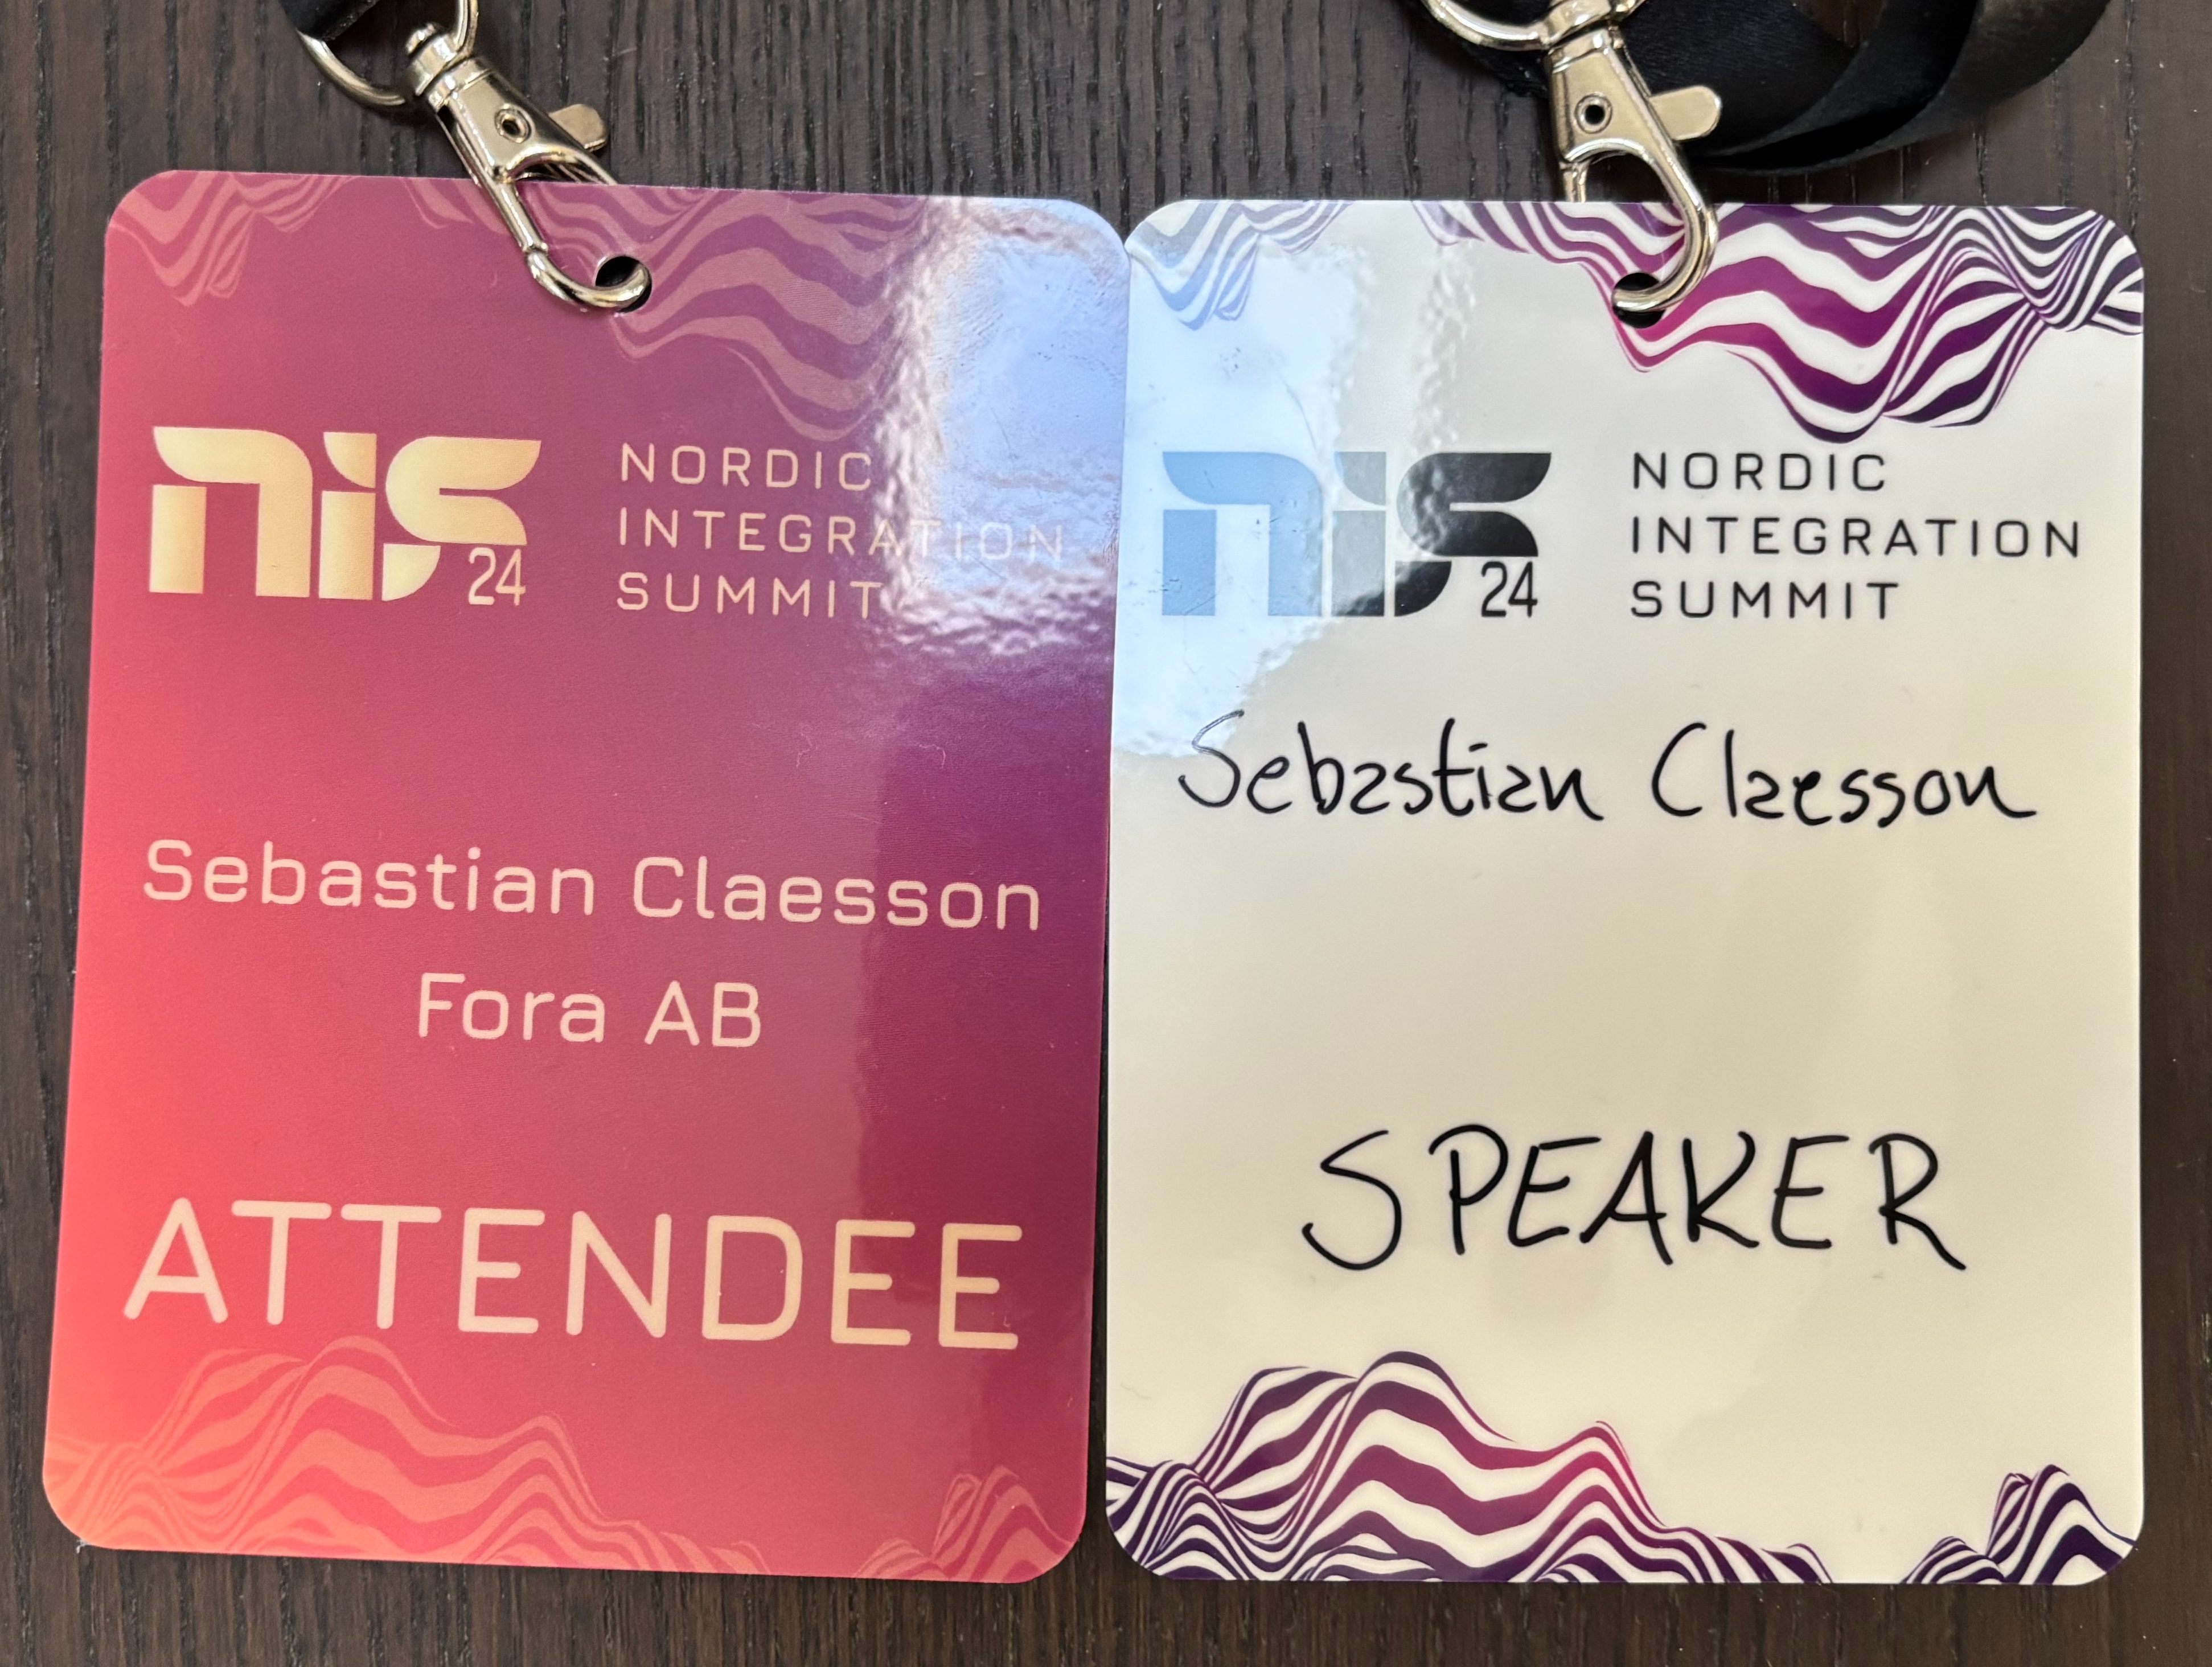 nis 24
NORDIC
INTEGRATION
SUMMIT
Sebastian Claesson
Fora AB
ATTENDEE
nis 24
NORDIC
INTEGRATION
SUMMIT
Sebastian Claesson
SPEAKER